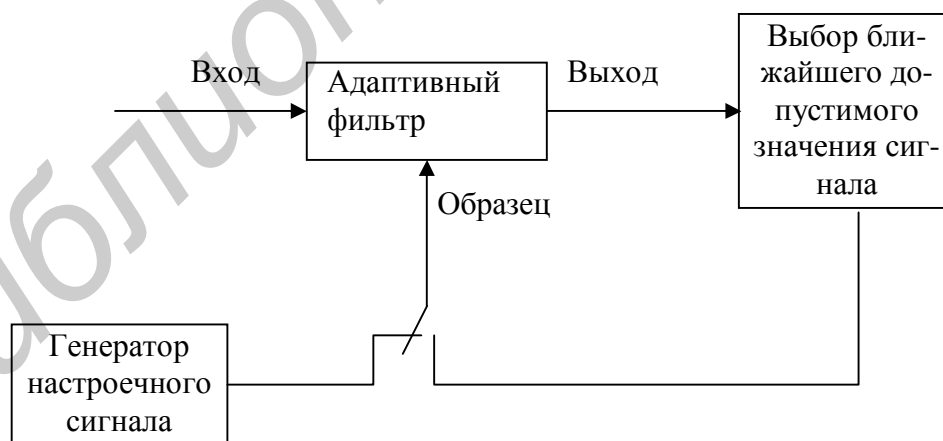 Вход
Адаптивный
фильтр
Выход
Выбор бли-
жайшего до-
пустимого
значения сиг-
нала
Образец
Генератор
настроечного
сигнала